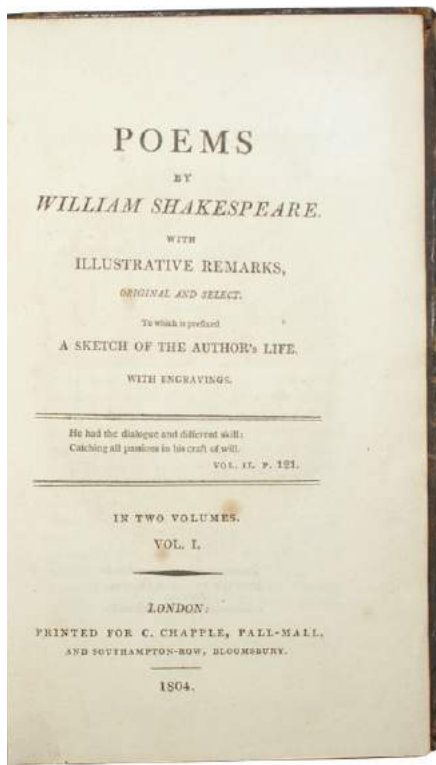 POEMS
BY
WILLIAM SHAKESPEARE.
WITH
ILLUSTRATIVE REMARKS,
ORIGINAL AND SELECT.
To which is prefixed
A SKETCH OF THE AUTHOR's LIFE.
WITH ENGRAVINGS.
He had the dialogue and different skill:
Catching all passions in his craft of will.
VOL. II. P. 121.
IN TWO VOLUMES.
VOL. I.
LONDON:
PRINTED FOR C. CHAPPLE, PALL-MALL,
AND SOUTHAMPTON-ROW, BLOOMSBURY.
1804.